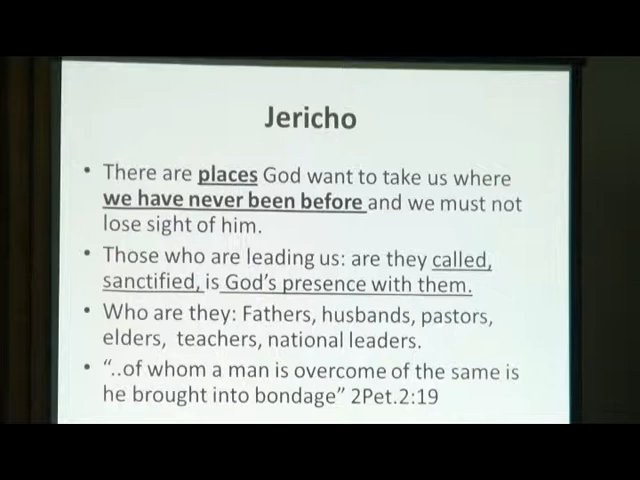 Jericho
• There are places God want to take us where
we have never been before and we must not
lose sight of him.
• Those who are leading us: are they called,
sanctified, is God's presence with them.
• Who are they: Fathers, husbands, pastors,
elders, teachers, national leaders.
• “..of whom a man is overcome of the same is
he brought into bondage” 2Pet.2:19